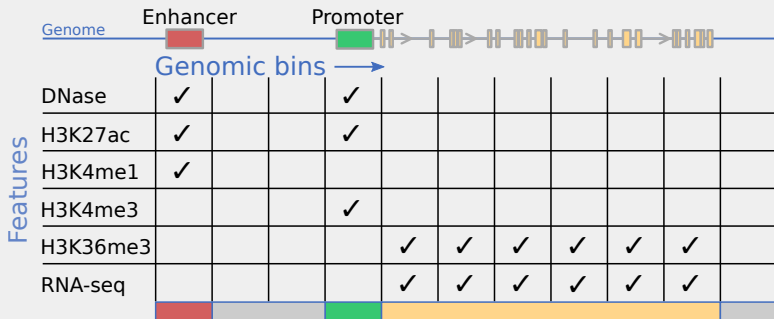 Enhancer Promoter
Genome
Genomic bins
Features
DNase ✓ ✓
H3K27ac ✓ ✓
H3K4me1 ✓
H3K4me3 ✓
H3K36me3 ✓ ✓ ✓ ✓ ✓ ✓
RNA-seq ✓ ✓ ✓ ✓ ✓ ✓